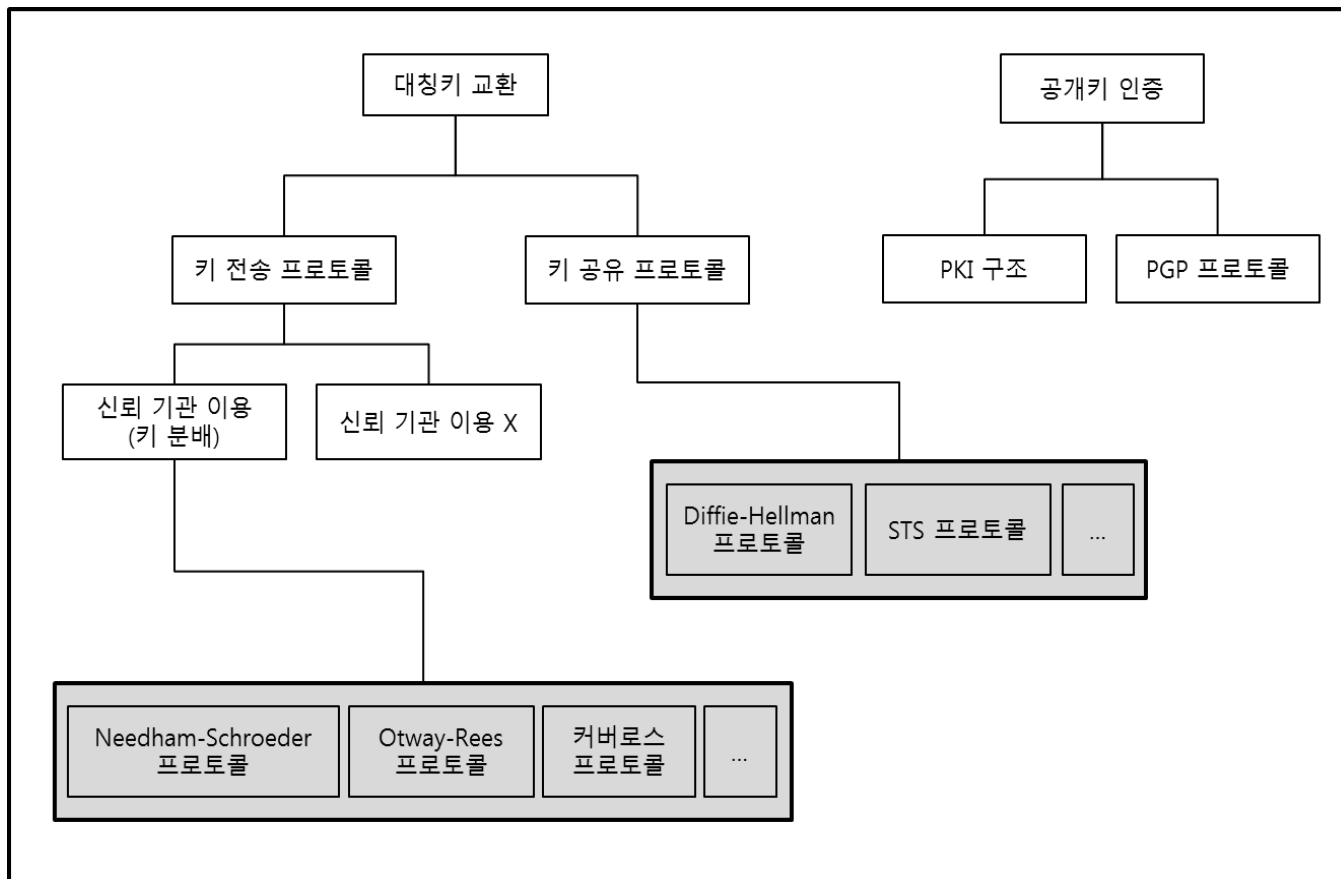 대칭키 교환
공개키 인증
키 전송 프로토콜
키 공유 프로토콜
PKI 구조
PGP 프로토콜
신뢰 기관 이용
(키 분배)
신뢰 기관 이용 X
Diffie-Hellman
프로토콜
STS 프로토콜
...
Needham-Schroeder
프로토콜
Otway-Rees
프로토콜
커버로스
프로토콜
...